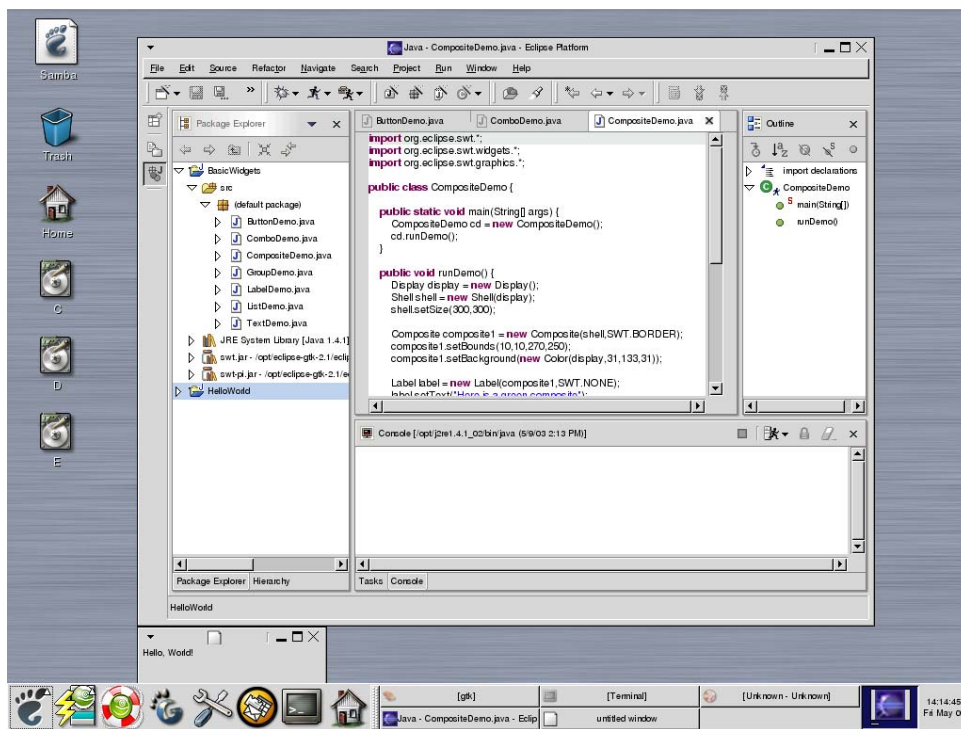 Samba
Trash
Home
C
D
E
Java - CompositeDemo.java - Eclipse Platform
File Edit Source Refactor Navigate Search Project Run Window Help
Package Explorer
BasicWidgets
src
(default package)
ButtonDemo.java
ComboDemo.java
CompositeDemo.java
GroupDemo.java
LabelDemo.java
ListDemo.java
TextDemo.java
JRE System Library [Java 1.4.1]
swt.jar - /opt/eclipse-gtk-2.1/eclip
swt-pi.jar - /opt/eclipse-gtk-2.1/e
HelloWorld
Package Explorer Hierarchy
ButtonDemo.java ComboDemo.java CompositeDemo.java
import org.eclipse.swt.*;
import org.eclipse.swt.widgets.*;
import org.eclipse.swt.graphics.*;
public class CompositeDemo {
public static void main(String[] args) {
CompositeDemo cd = new CompositeDemo();
cd.runDemo();
}
public void runDemo() {
Display display = new Display();
Shell shell = new Shell(display);
shell.setSize(300,300);
Composite composite1 = new Composite(shell,SWT.BORDER);
composite1.setBounds(10,10,270,250);
composite1.setBackground(new Color(display,31,133,31));
Label label = new Label(composite1,SWT.NONE);
label.setText("Here is a green composite");
Outline
import declarations
CompositeDemo
main(String[])
runDemo()
Console [/opt/j2re1.4.1_02/bin/java (5/9/03 2:13 PM)]
Tasks Console
HelloWorld
Hello, World!
[gtk] [Terminal] [Unknown - Unknown]
Java - CompositeDemo.java - Eclip untitled window
14:14:45
Fri May 0